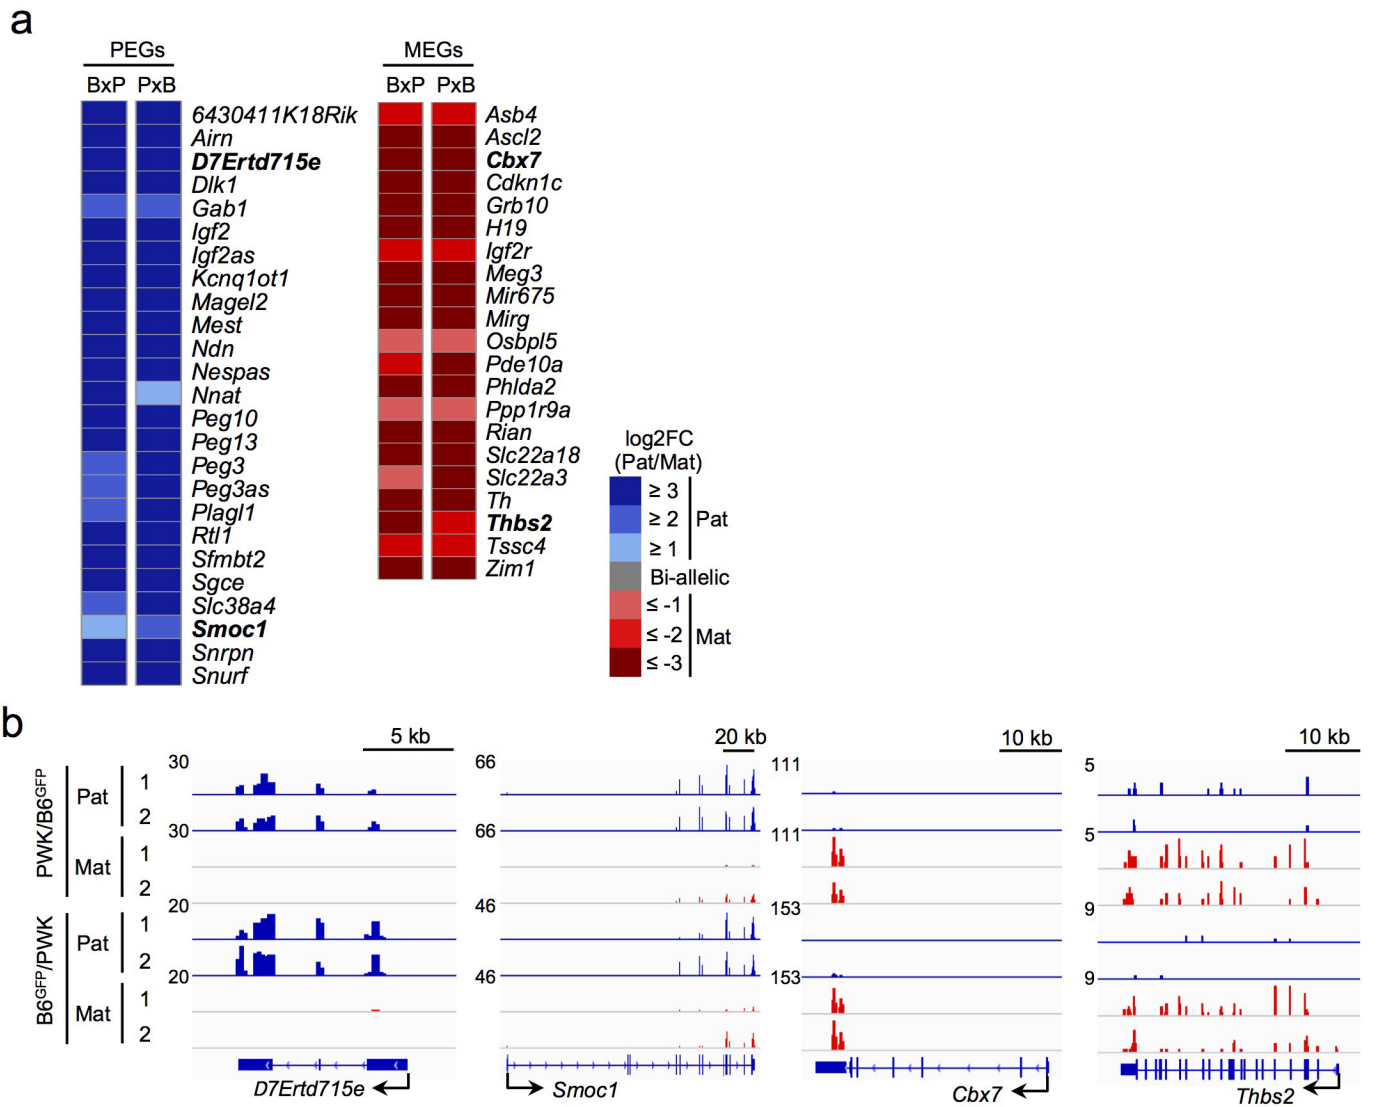 a
PEGs
MEGs
BxP PxB
BxP PxB
6430411K18Rik
Airn
D7Ertd715e
Dlk1
Gab1
Igf2
Igf2as
Kcnq1ot1
Magel2
Mest
Ndn
Nespas
Nnat
Peg10
Peg13
Peg3
Peg3as
Plagl1
Rtl1
Sfmbt2
Sgce
Slc38a4
Smoc1
Snrpn
Snurf
Asb4
Ascl2
Cbx7
Cdkn1c
Grb10
H19
Igf2r
Meg3
Mir675
Mirg
Osbpl5
Pde10a
Phlda2
Ppp1r9a
Rian
Slc22a18
Slc22a3
Th
Thbs2
Tssc4
Zim1
log2FC
(Pat/Mat)
≥ 3
≥ 2 Pat
≥ 1
Bi-allelic
≤ -1
≤ -2 Mat
≤ -3
b
5 kb
20 kb
10 kb
10 kb
PWK/B6GFP
Pat
1
2
Mat
1
2
B6GFP/PWK
Pat
1
2
Mat
1
2
30
30
20
20
66
66
46
46
111
111
153
153
5
5
9
9
D7Ertd715e
Smoc1
Cbx7
Thbs2